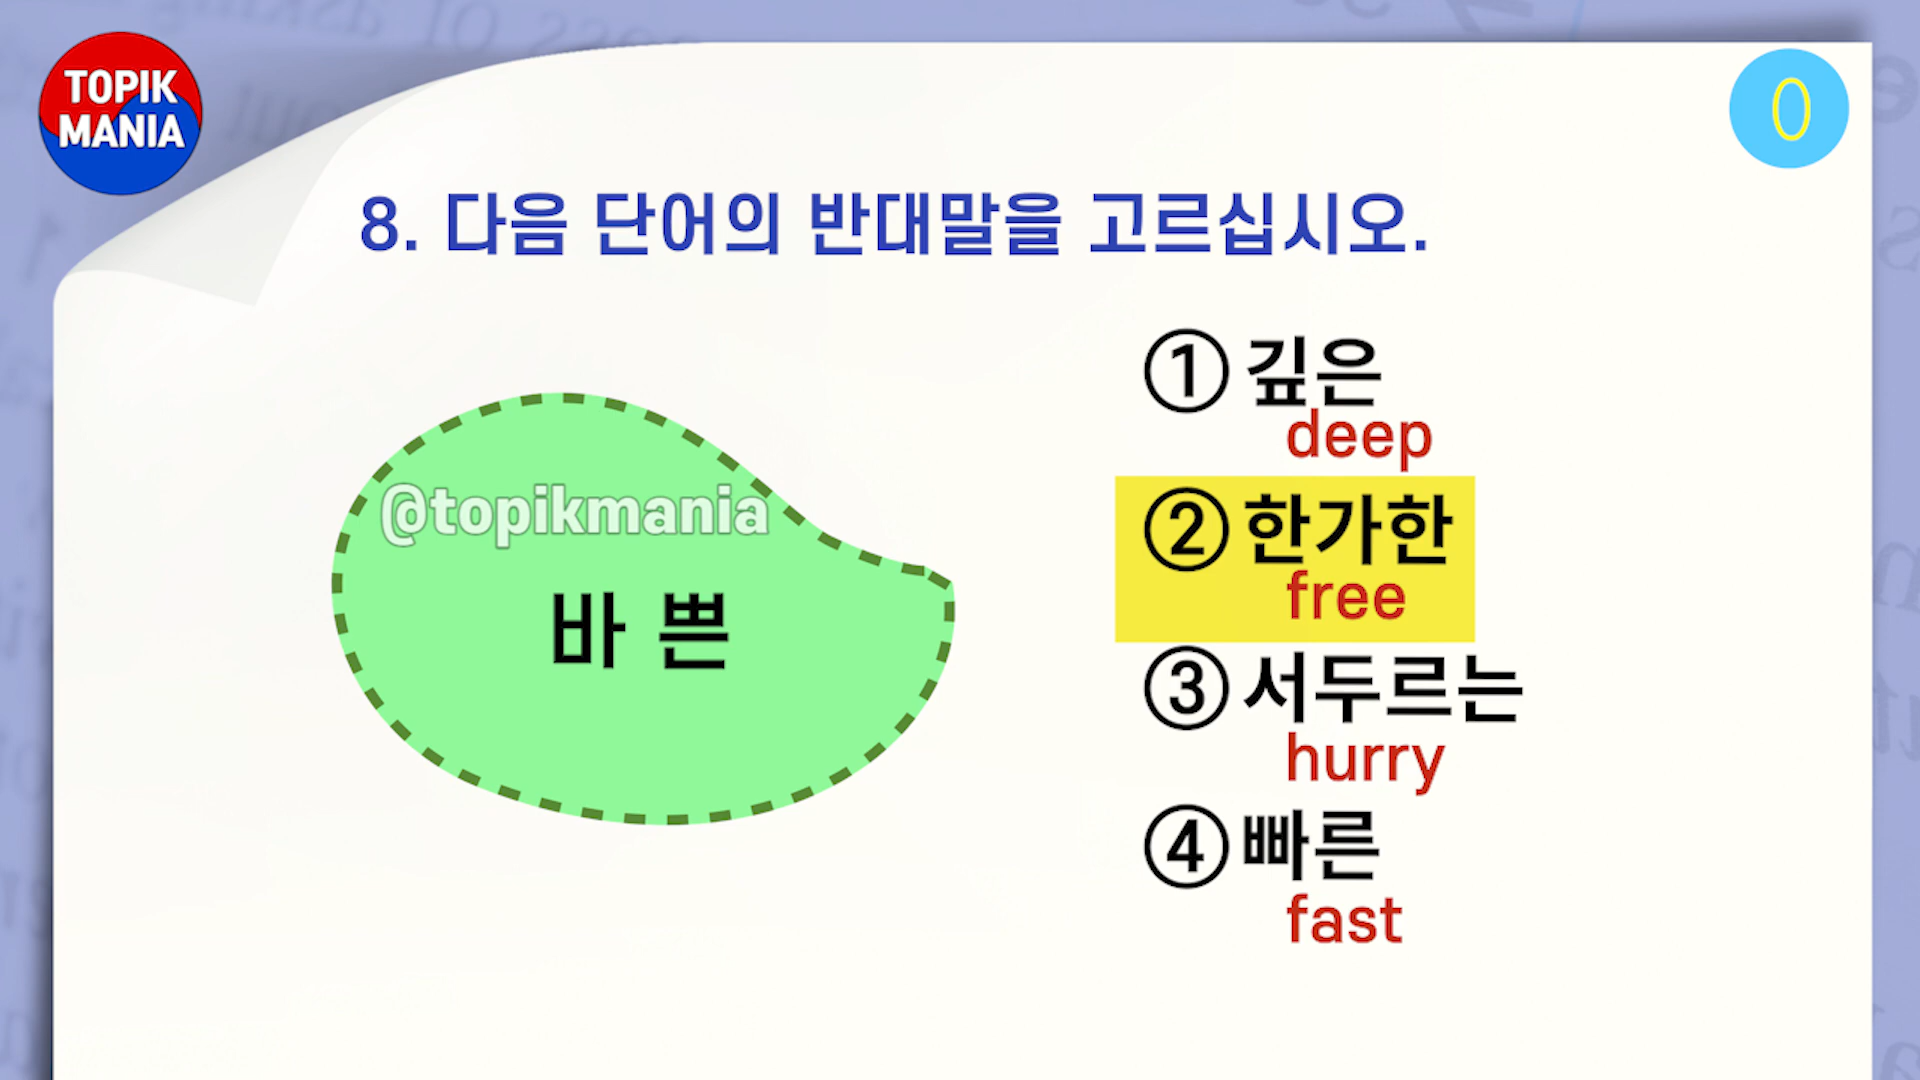 TOPIK
MANIA
0
8. 다음 단어의 반대말을 고르십시오.
@topikmania
바쁜
① 깊은
deep
② 한가한
free
③ 서두르는
hurry
④ 빠른
fast